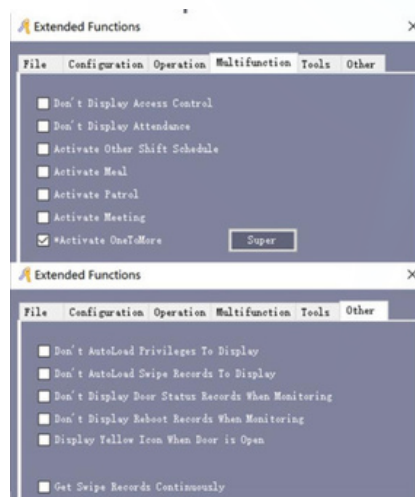 Extended Functions
File Configuration Operation Multifunction Tools Other
Don't Display Access Control
Don't Display Attendance
Activate Other Shift Schedule
Activate Meal
Activate Patrol
Activate Meeting
*Activate OneToMore Super
Extended Functions
File Configuration Operation Multifunction Tools Other
Don't AutoLoad Privileges To Display
Don't AutoLoad Swipe Records To Display
Don't Display Door Status Records When Monitoring
Don't Display Reboot Records When Monitoring
Display Yellow Icon When Door is Open
Get Swipe Records Continuously